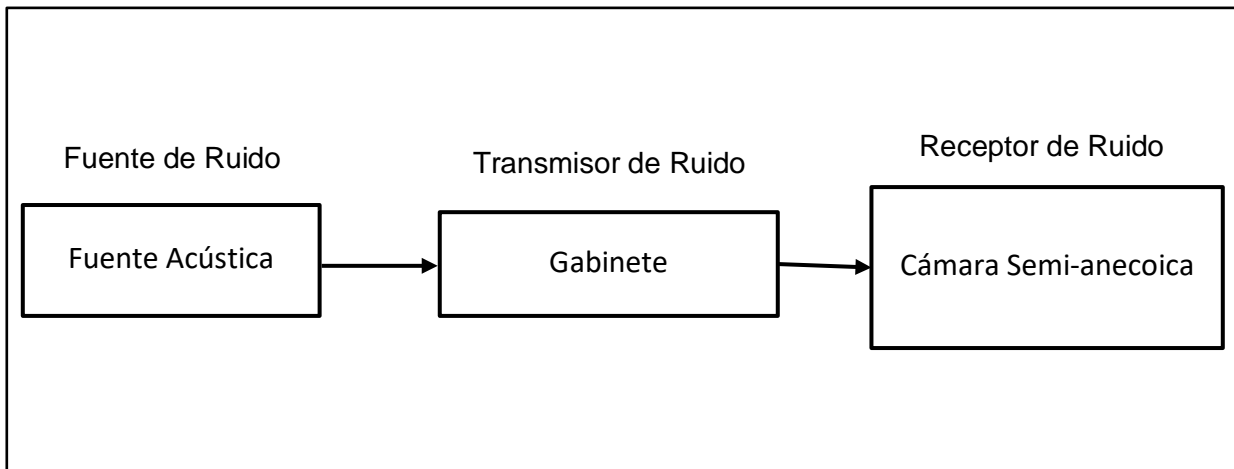 Fuente de Ruido
Transmisor de Ruido
Receptor de Ruido
Fuente Acústica
Gabinete
Cámara Semi-anecoica